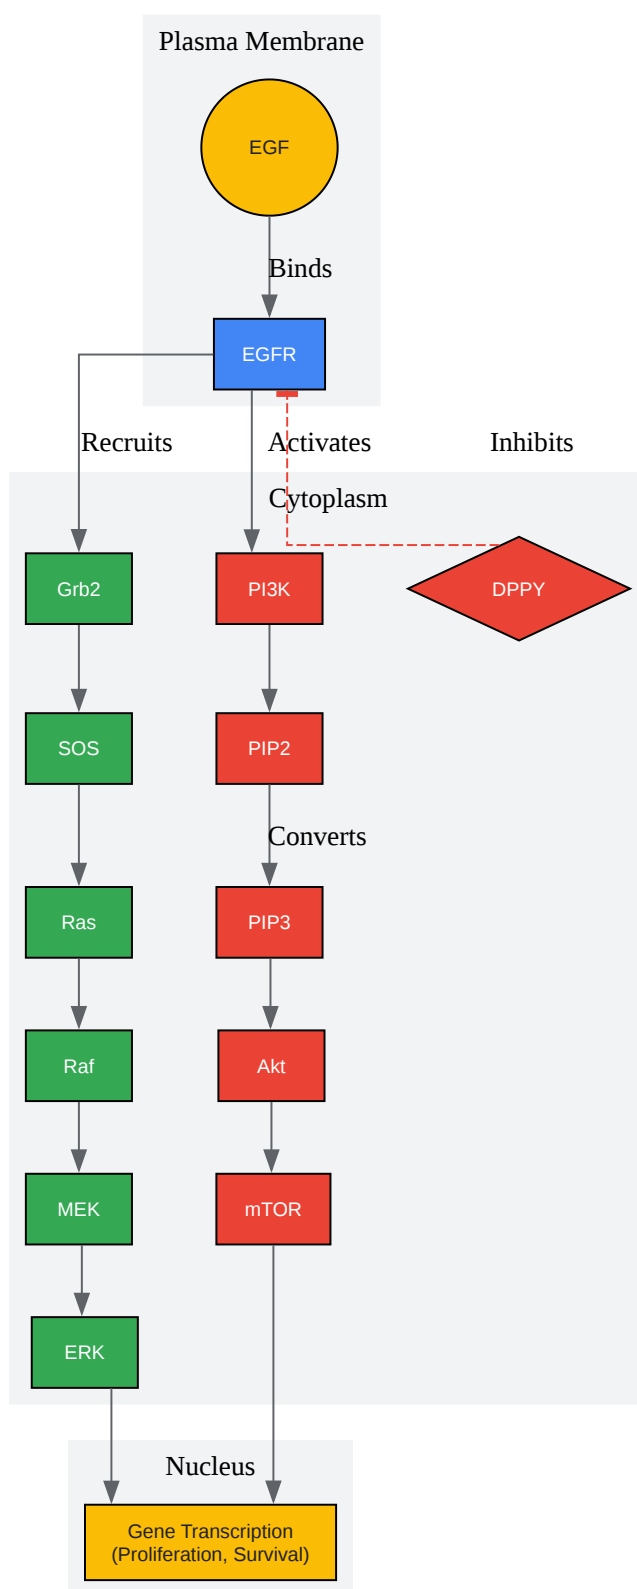 Plasma Membrane
EGF
Binds
EGFR
Recruits
Activates
Inhibits
Cytoplasm
Grb2
PI3K
DPPY
SOS
PIP2
Converts
Ras
PIP3
Raf
Akt
MEK
mTOR
ERK
Nucleus
Gene Transcription
(Proliferation, Survival)